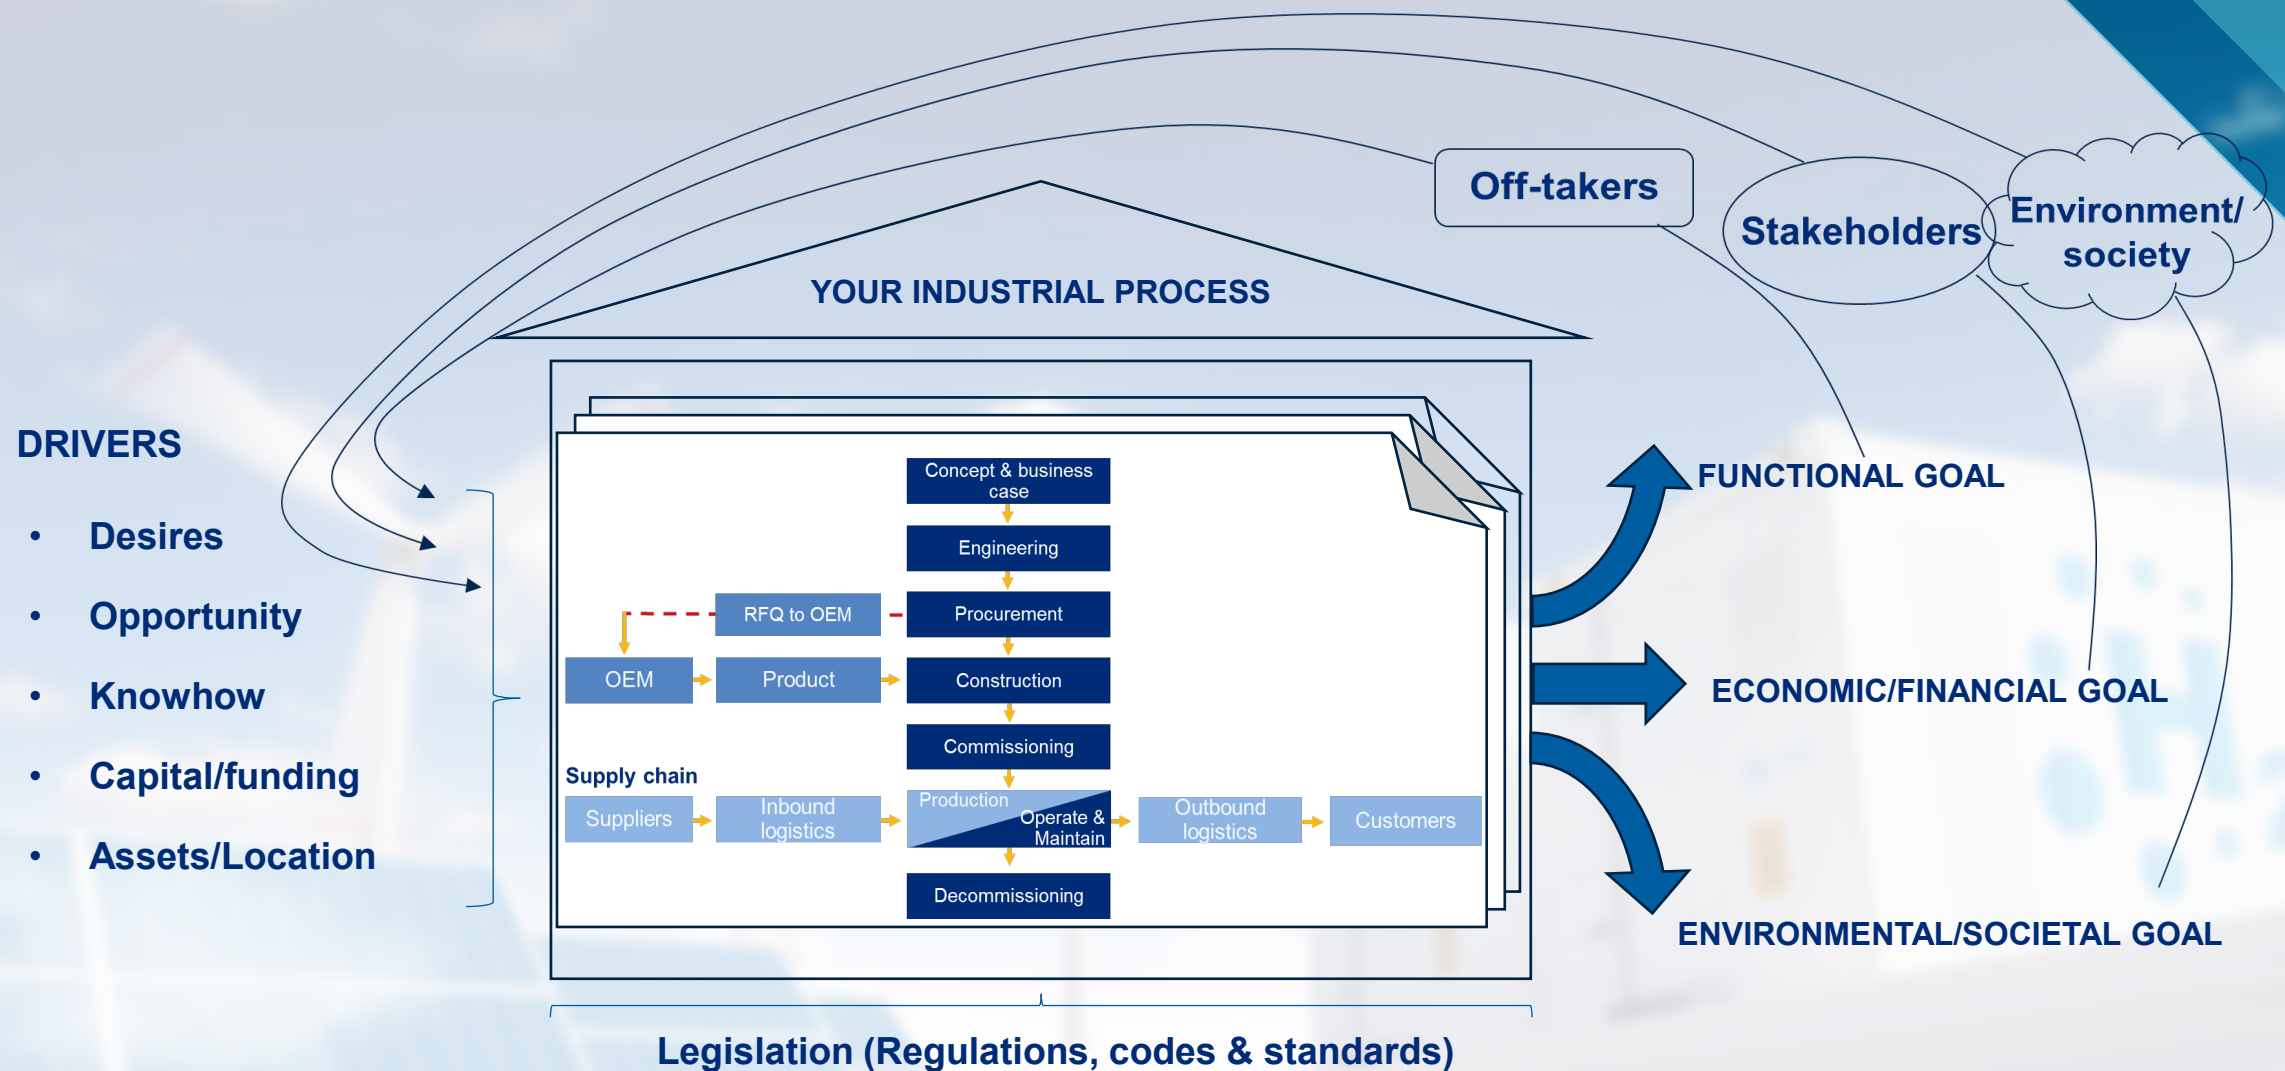 Off-takers
Stakeholders
Environment/
society
YOUR INDUSTRIAL PROCESS
DRIVERS
• Desires
• Opportunity
• Knowhow
• Capital/funding
• Assets/Location
Concept & business
case
Engineering
RFQ to OEM
Procurement
OEM
Product
Construction
Commissioning
Supply chain
Suppliers
Inbound
logistics
Production
Operate &
Maintain
Outbound
logistics
Customers
Decommissioning
FUNCTIONAL GOAL
ECONOMIC/FINANCIAL GOAL
ENVIRONMENTAL/SOCIETAL GOAL
Legislation (Regulations, codes & standards)